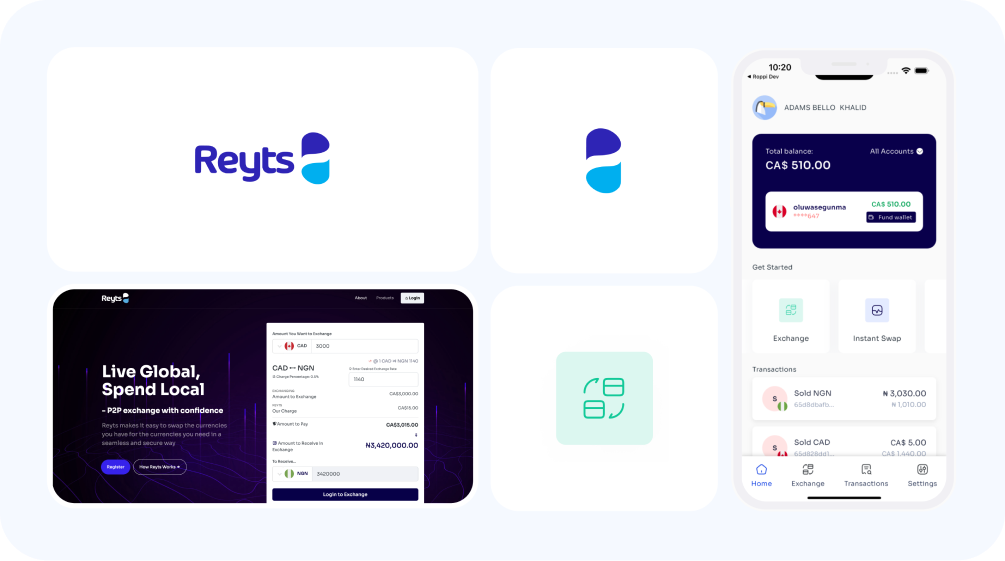 Reyts
Reyts
About Products Login
Live Global,
Spend Local
- P2P exchange with confidence
Reyts makes it easy to swap the currencies
you have for the currencies you need in a
seamless and secure way.
Register How Reyts Works
Amount You Want to Exchange
CAD 3000
@ 1 CAD = NGN 1140
CAD ↔ NGN
Enter Desired Exchange Rate
1140
Amount to Exchange CA$3,000.00
Our Charge CA$15.00
Amount to Pay CA$3,015.00
Amount to Receive in
Exchange
₦3,420,000.00
To Receive...
NGN 3420000
Login to Exchange
10:20
◀ Roppi Dev
ADAMS BELLO KHALID
Total balance: All Accounts
CA$ 510.00
oluwasegunma CA$ 510.00
****647 Fund wallet
Get Started
Exchange Instant Swap
Transactions
S Sold NGN ₦ 3,030.00
₦ 1,010.00
S Sold CAD CA$ 5.00
CA$ 1,440.00
Home Exchange Transactions Settings